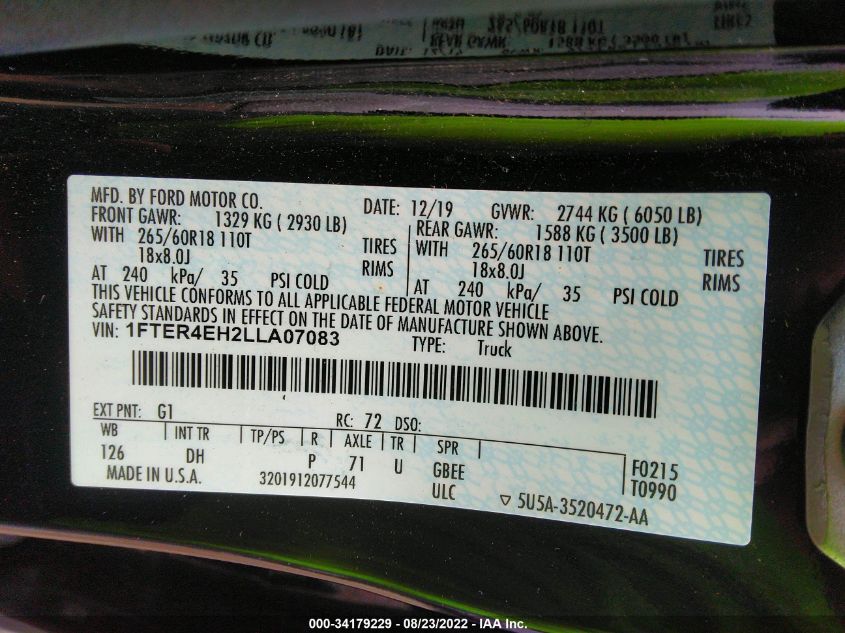 MFD. BY FORD MOTOR CO.
DATE: 12/19 GVWR: 2744 KG ( 6050 LB)
FRONT GAWR: 1329 KG ( 2930 LB) REAR GAWR: 1588 KG ( 3500 LB)
WITH 265/60R18 110T TIRES WITH 265/60R18 110T TIRES
18x8.0J RIMS 18x8.0J RIMS
AT 240 kPa/ 35 PSI COLD AT 240 kPa/ 35 PSI COLD
THIS VEHICLE CONFORMS TO ALL APPLICABLE FEDERAL MOTOR VEHICLE
SAFETY STANDARDS IN EFFECT ON THE DATE OF MANUFACTURE SHOWN ABOVE.
VIN: 1FTER4EH2LLA07083 TYPE: Truck
EXT PNT: G1 RC: 72 DSO:
WB INT TR TP/PS R AXLE TR SPR
126 DH P 71 U GBEE F0215
MADE IN U.S.A. 3201912077544 ULC T0990
▽ 5U5A-3520472-AA
000-34179229 - 08/23/2022 - IAA Inc.